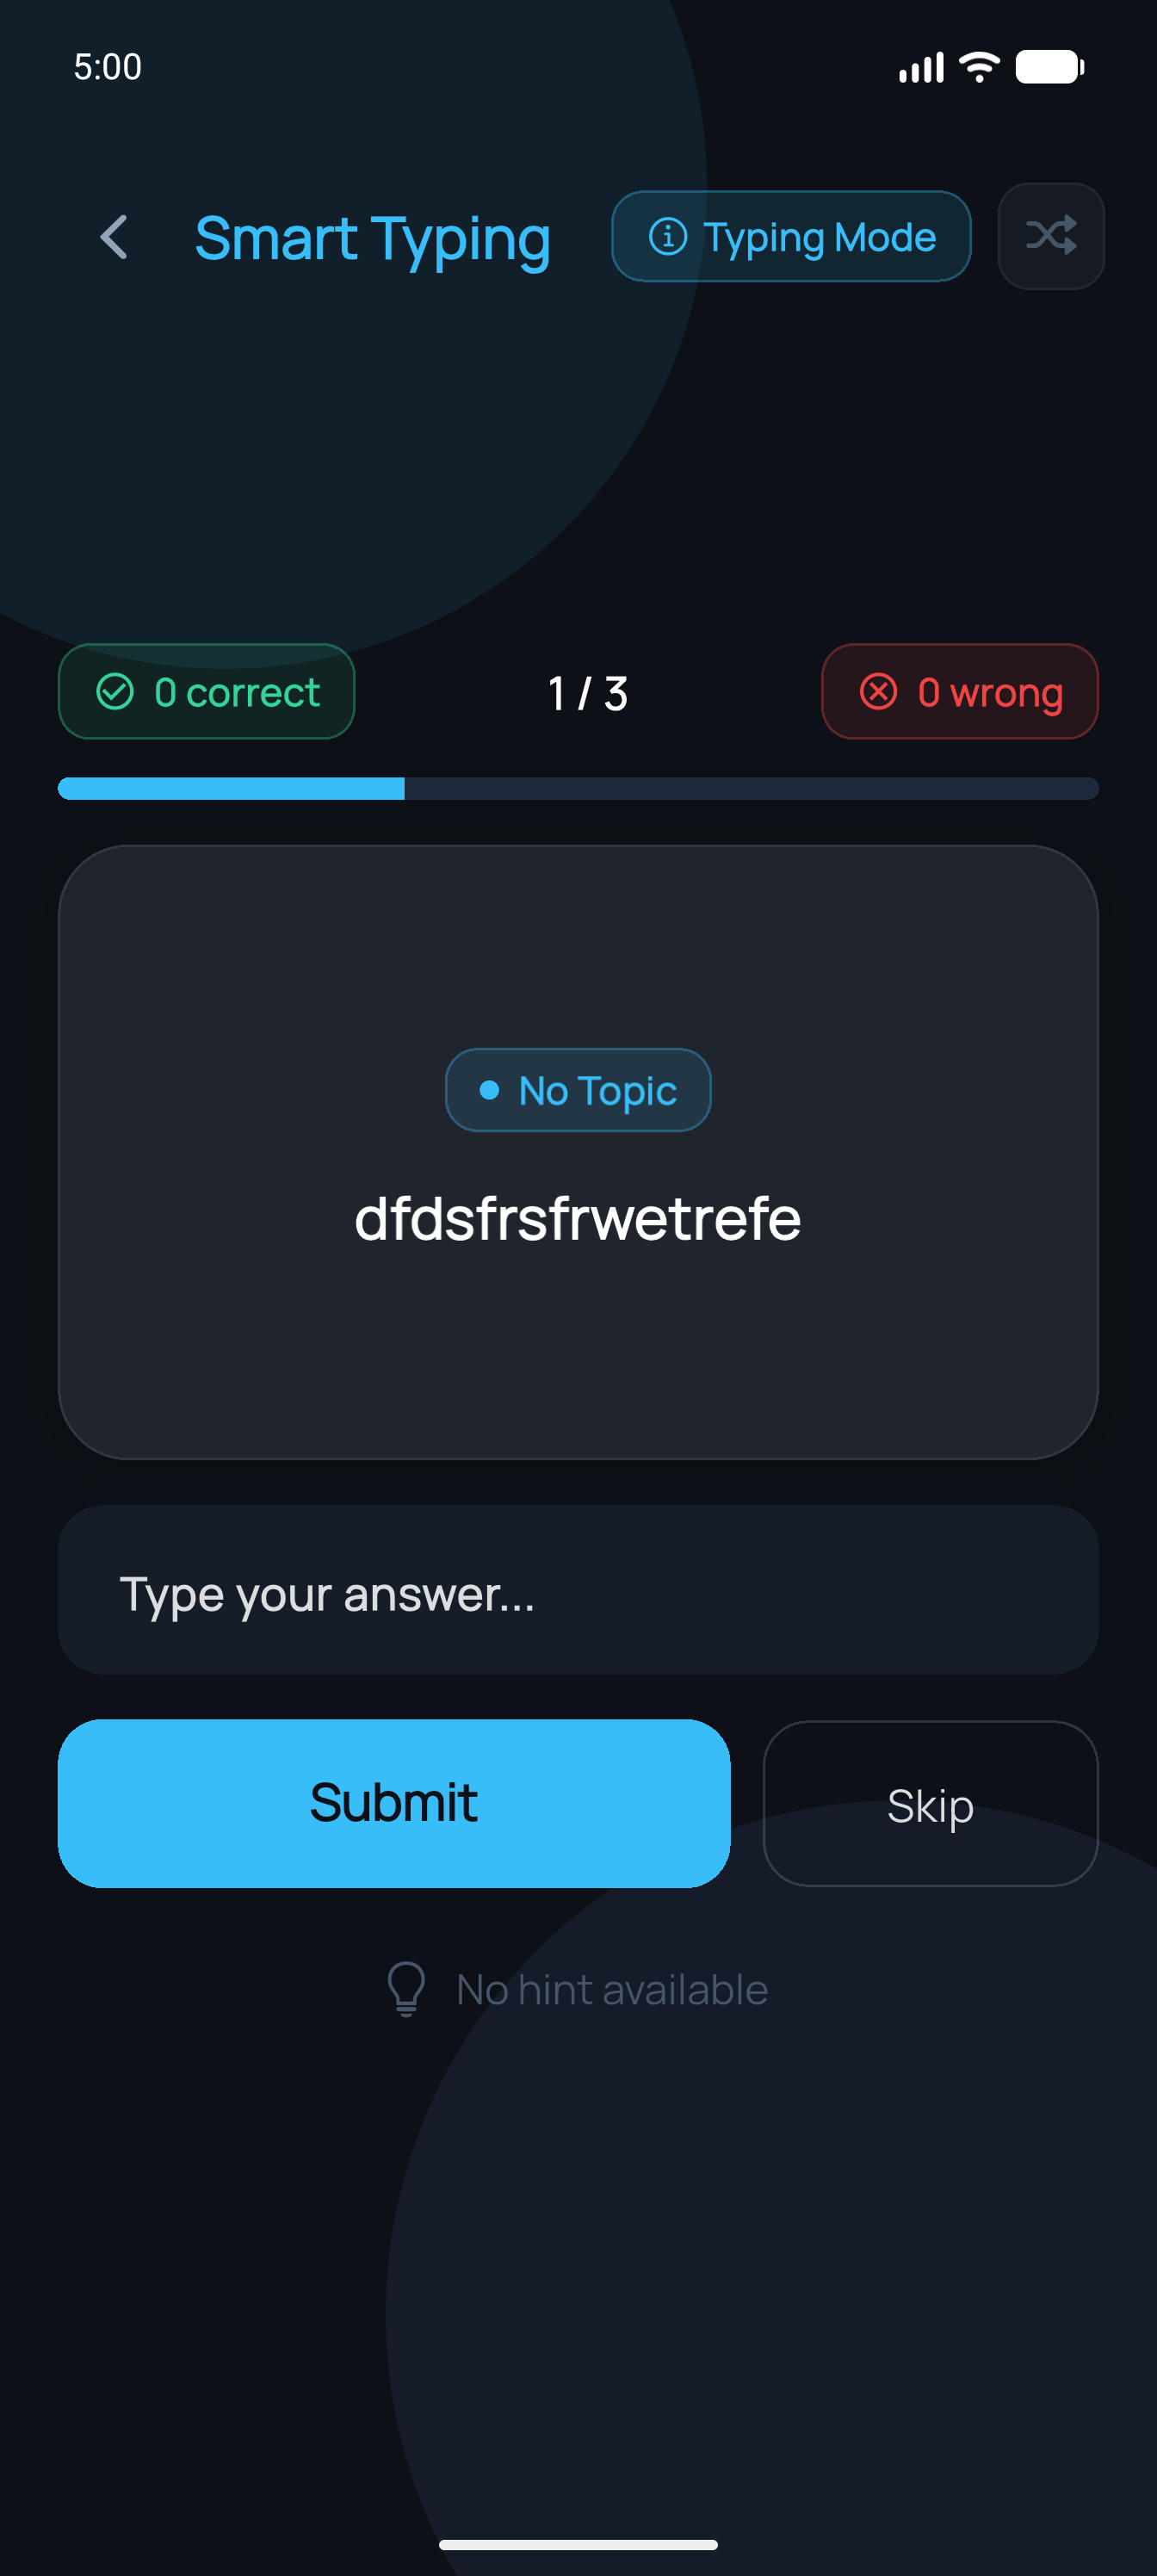 5:00
Smart Typing
Typing Mode
0 correct
1 / 3
0 wrong
No Topic
dfdsfrsfrwetrefe
Type your answer...
Submit
Skip
No hint available